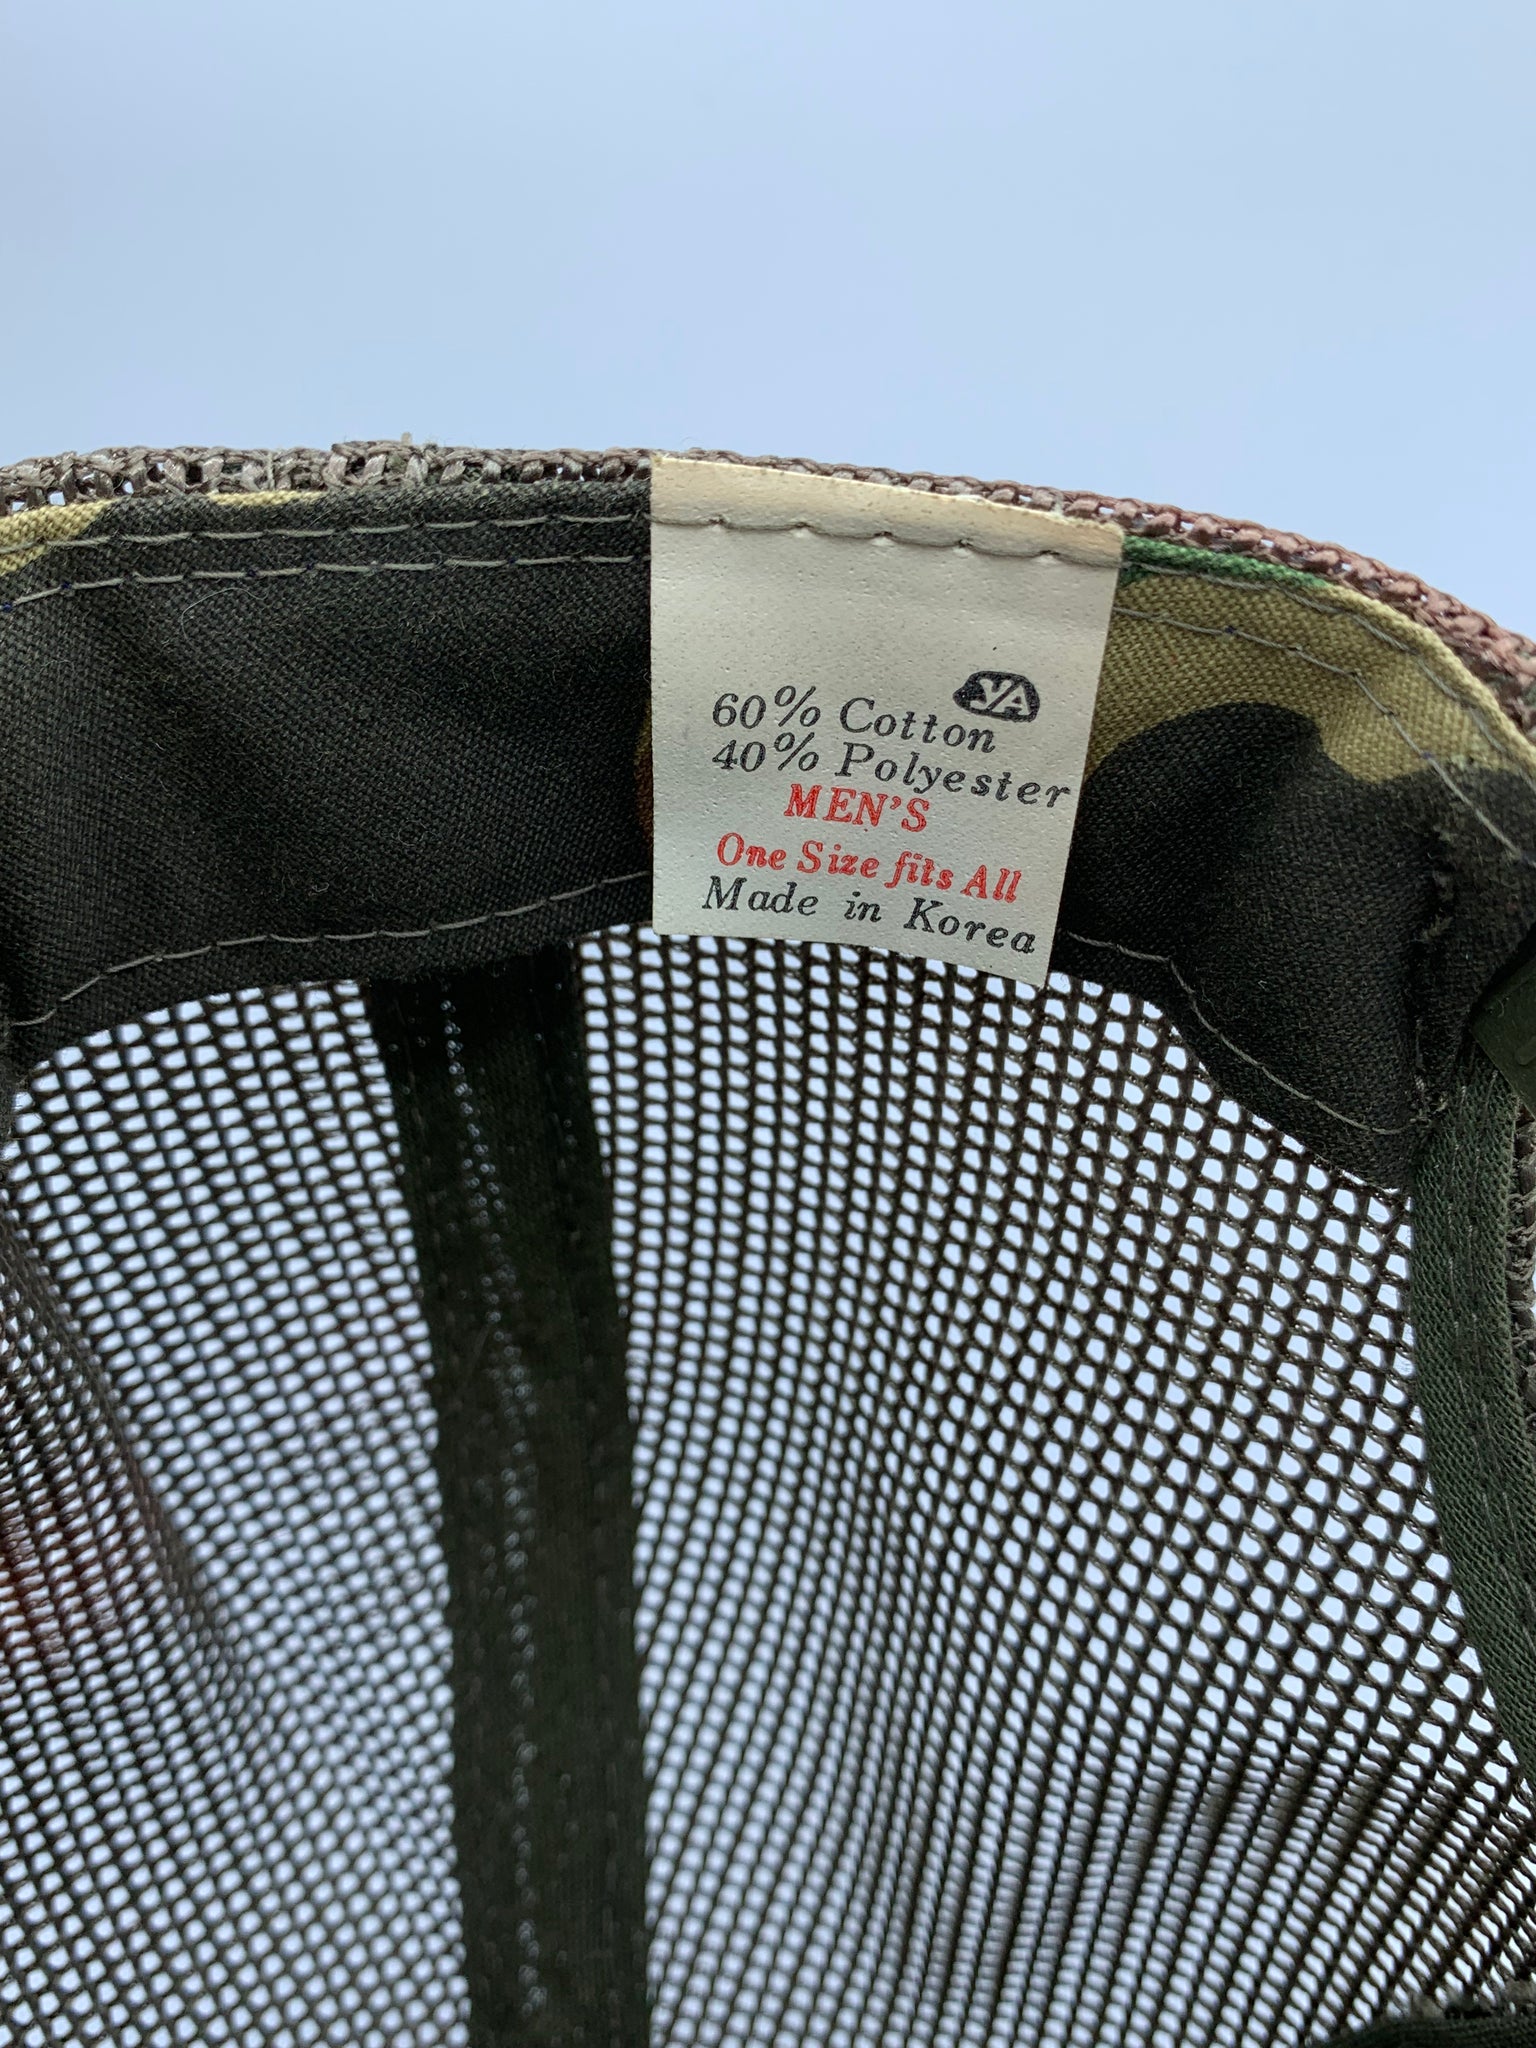 YA
60% Cotton
40% Polyester
MEN'S
One Size fits All
Made in Korea